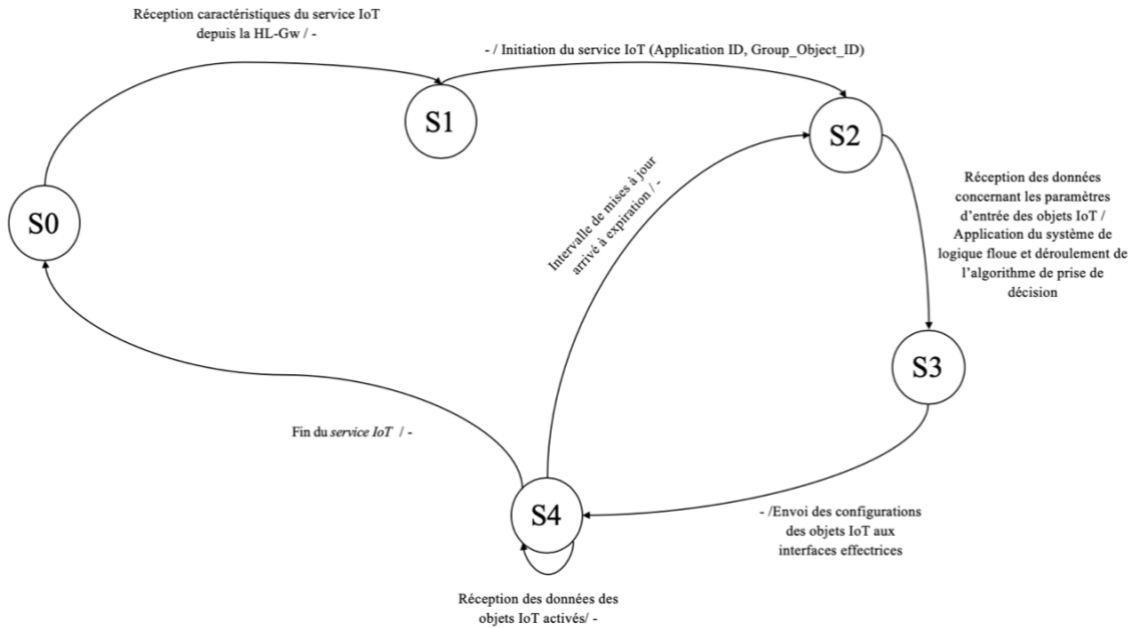 Réception caractéristiques du service IoT
depuis la HL-Gw / -
- / Initiation du service IoT (Application ID, Group_Object_ID)
S1
S2
Intervalle de mises à jour
arrivé à expiration / -
Réception des données
concernant les paramètres
d'entrée des objets IoT /
Application du système de
logique floue et déroulement de
l'algorithme de prise de
décision
S0
S3
Fin du service IoT / -
S4
- /Envoi des configurations
des objets IoT aux
interfaces effectrices
Réception des données des
objets IoT activés/ -